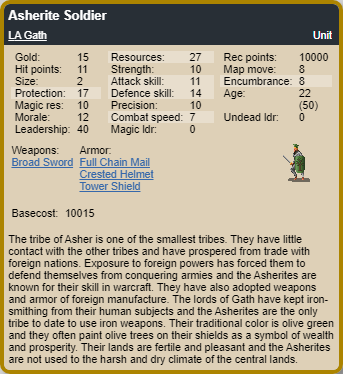 Asherite Soldier
LA Gath Unit
Gold: 15 Resources: 27 Rec points: 10000
Hit points: 11 Strength: 10 Map move: 8
Size: 2 Attack skill: 11 Encumbrance: 8
Protection: 17 Defence skill: 14 Age: 22
Magic res: 10 Precision: 10 (50)
Morale: 12 Combat speed: 7 Undead ldr: 0
Leadership: 40 Magic ldr: 0
Weapons: Armor:
Broad Sword Full Chain Mail
Crested Helmet
Tower Shield
Basecost: 10015
The tribe of Asher is one of the smallest tribes. They have little
contact with the other tribes and have prospered from trade with
foreign nations. Exposure to foreign powers has forced them to
defend themselves from conquering armies and the Asherites are
known for their skill in warcraft. They have also adopted weapons
and armor of foreign manufacture. The lords of Gath have kept iron-
smithing from their human subjects and the Asherites are the only
tribe to date to use iron weapons. Their traditional color is olive green
and they often paint olive trees on their shields as a symbol of wealth
and prosperity. Their lands are fertile and pleasant and the Asherites
are not used to the harsh and dry climate of the central lands.